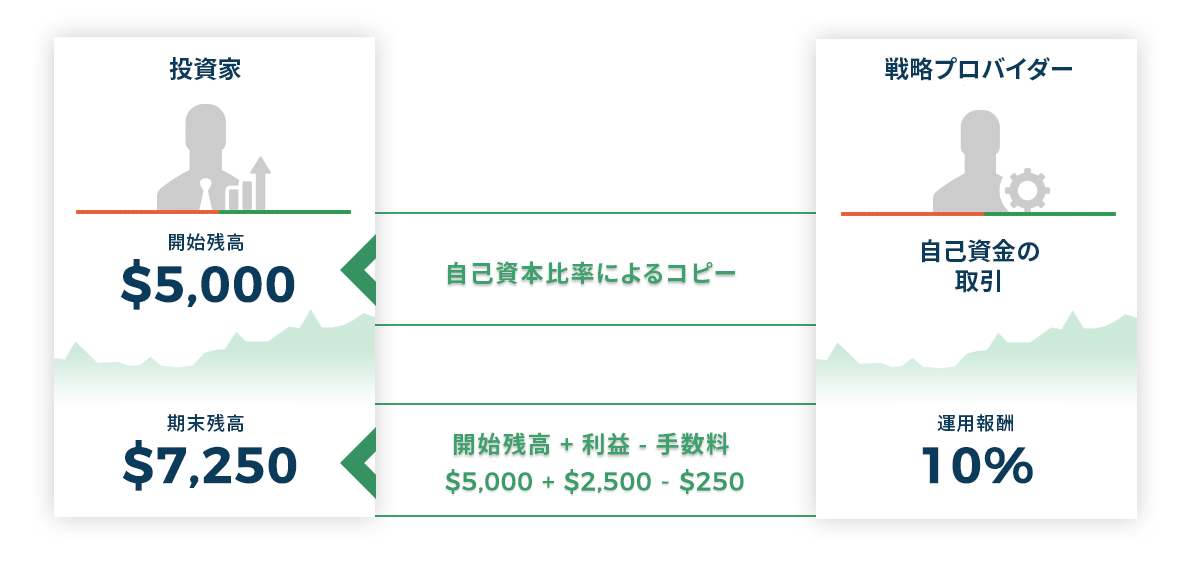 投資家
開始残高
$5,000
期末残高
$7,250
自己資本比率によるコピー
開始残高 + 利益 - 手数料
$5,000 + $2,500 - $250
戦略プロバイダー
自己資金の
取引
運用報酬
10%